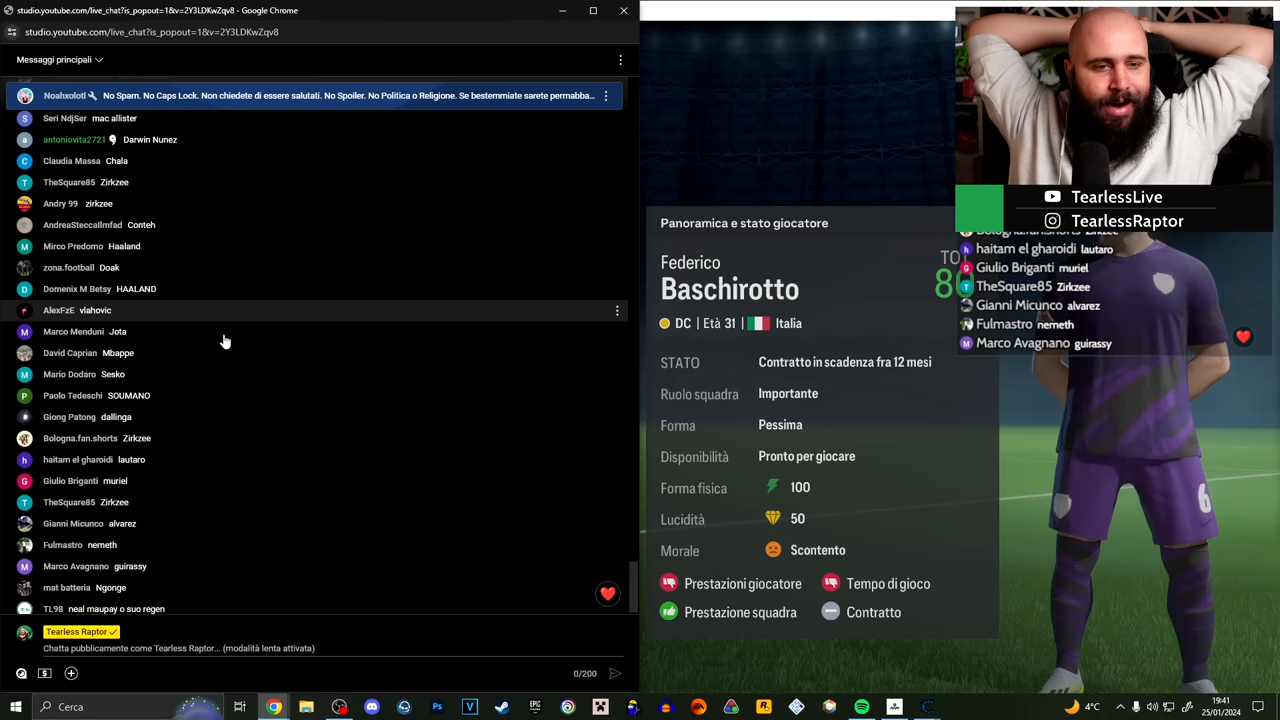 studio.youtube.com/live_chat?is_popout=1&v=2Y3LDKwZqv8 - Google Chrome
studio.youtube.com/live_chat?is_popout=1&v=2Y3LDKwZqv8
Messaggi principali
Noahxolotl No Spam. No Caps Lock. Non chiedete di essere salutati. No Spoiler. No Politica o Religione. Se bestemmiate sarete permabba...
S Seri NdjSer mac allister
a antoniovita2721 Darwin Nunez
C Claudia Massa Chala
T TheSquare85 Zirkzee
Andry 99 zirkzee
AndreaSteccaIlmfad Conteh
Mirco Predomo Haaland
zona.football Doak
Domenix M Betsy HAALAND
AlexFzE vlahovic
M Marco Menduni Jota
David Caprian Mbappe
Mario Dodaro Sesko
P Paolo Tedeschi SOUMANO
Giong Patong dallinga
Bologna.fan.shorts Zirkzee
h haitam el gharoidi lautaro
G Giulio Briganti muriel
T TheSquare85 Zirkzee
Gianni Micunco alvarez
Fulmastro nemeth
M Marco Avagnano guirassy
mat batteria Ngonge
TL98 neal maupay o suo regen
Tearless Raptor
Chatta pubblicamente come Tearless Raptor... (modalità lenta attivata)
0/200
Panoramica e stato giocatore
Federico
Baschirotto
DC | Età 31 | Italia
STATO Contratto in scadenza fra 12 mesi
Ruolo squadra Importante
Forma Pessima
Disponibilità Pronto per giocare
Forma fisica 100
Lucidità 50
Morale Scontento
Prestazioni giocatore Tempo di gioco
Prestazione squadra Contratto
TearlessLive
TearlessRaptor
Bologna.fan.shorts Zirkzee
h haitam el gharoidi lautaro
G Giulio Briganti muriel
T TheSquare85 Zirkzee
Gianni Micunco alvarez
Fulmastro nemeth
M Marco Avagnano guirassy
6
Cerca
4°C
19:41
25/01/2024